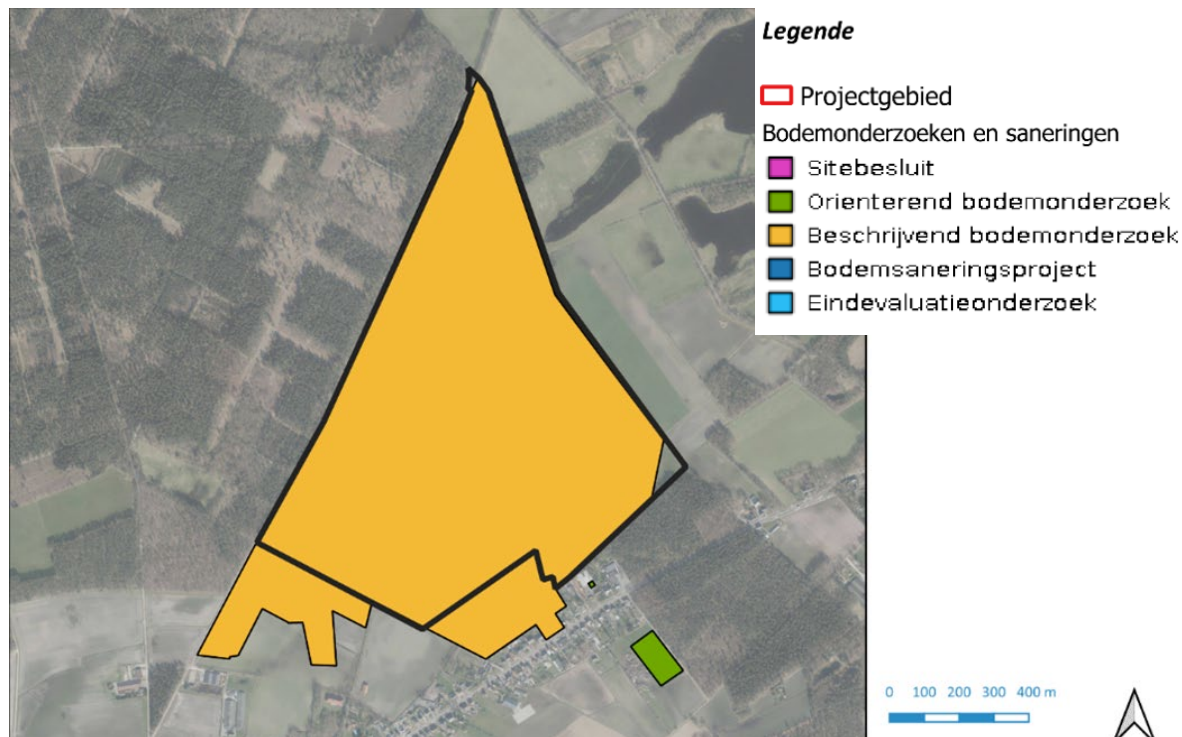 Legende
Projectgebied
Bodemonderzoeken en saneringen
Sitebesluit
Orienterend bodemonderzoek
Beschrijvend bodemonderzoek
Bodemsaneringsproject
Eindevaluatieonderzoek
0 100 200 300 400 m